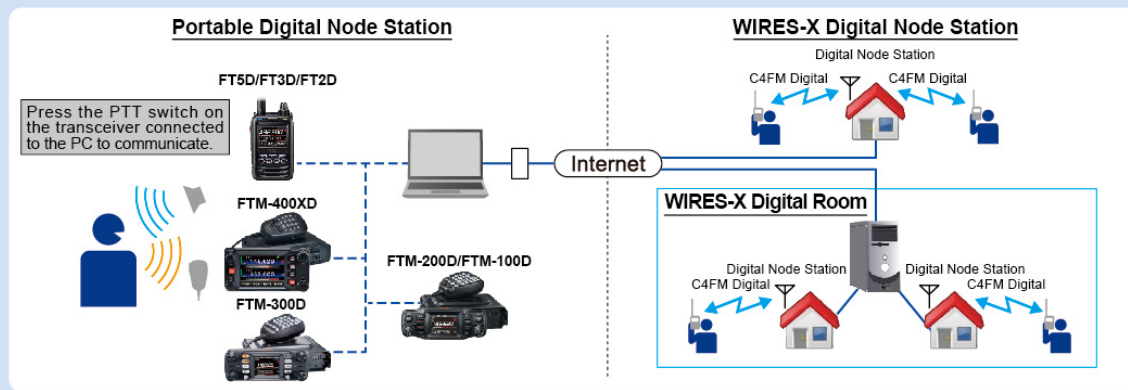 Portable Digital Node Station
FT5D/FT3D/FT2D
Press the PTT switch on
the transceiver connected
to the PC to communicate.
FTM-400XD
FTM-300D
FTM-200D/FTM-100D
Internet
WIRES-X Digital Node Station
Digital Node Station
C4FM Digital
C4FM Digital
WIRES-X Digital Room
Digital Node Station
C4FM Digital
Digital Node Station
C4FM Digital